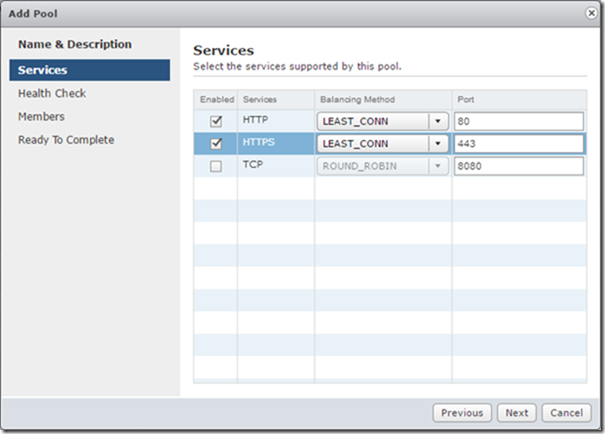 Add Pool
Name & Description
Services
Health Check
Members
Ready To Complete
Services
Select the services supported by this pool.
Enabled Services Balancing Method Port
HTTP LEAST_CONN 80
HTTPS LEAST_CONN 443
TCP ROUND_ROBIN 8080
Previous Next Cancel